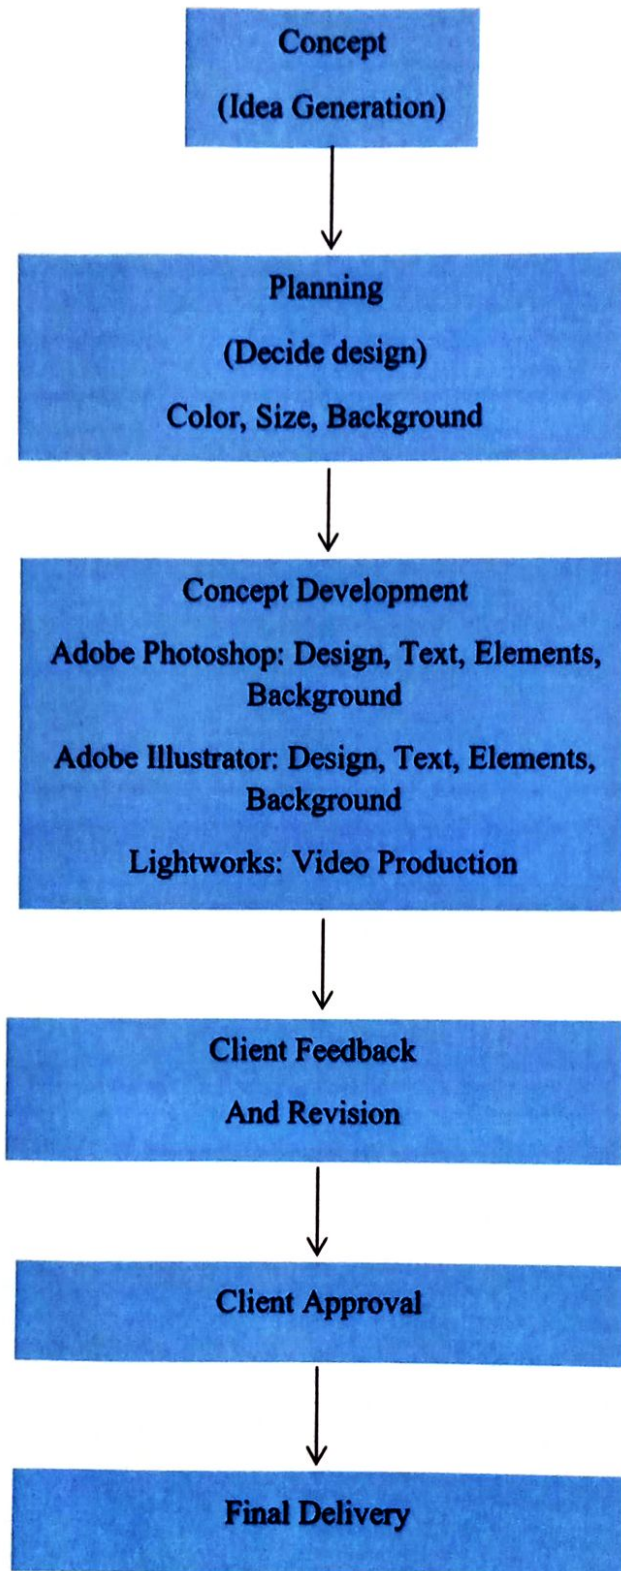 Concept
(Idea Generation)
Planning
(Decide design)
Color, Size, Background
Concept Development
Adobe Photoshop: Design, Text, Elements,
Background
Adobe Illustrator: Design, Text, Elements,
Background
Lightworks: Video Production
Client Feedback
And Revision
Client Approval
Final Delivery